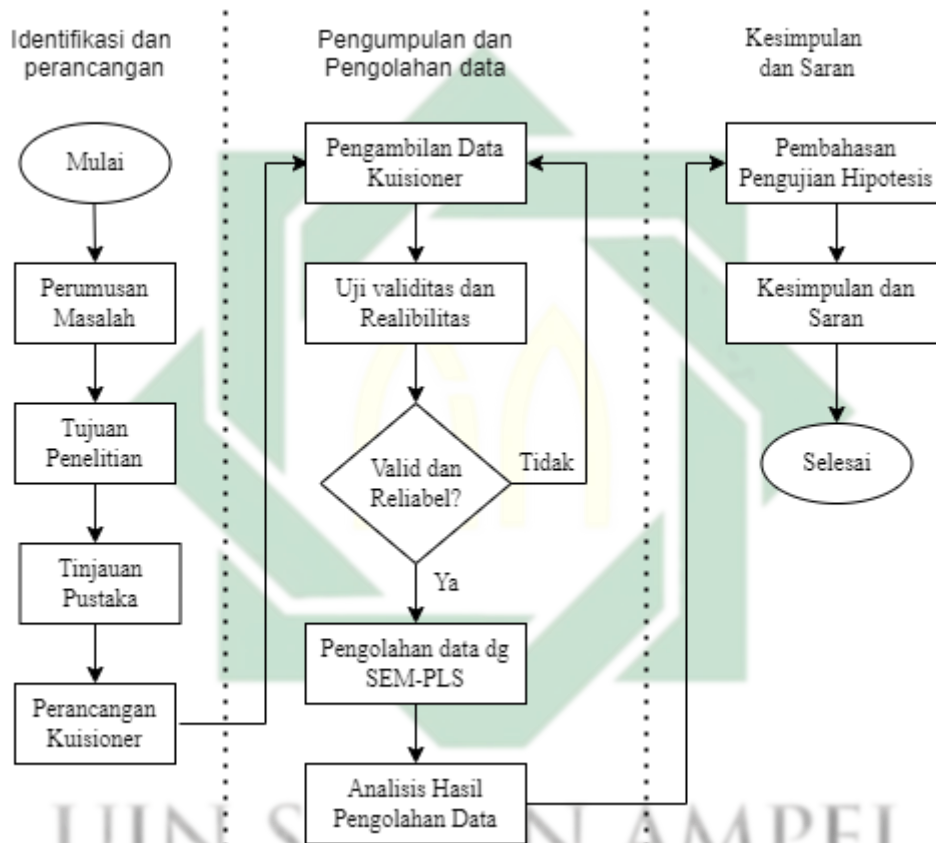 Identifikasi dan
perancangan
Mulai
Perumusan
Masalah
Tujuan
Penelitian
Tinjauan
Pustaka
Perancangan
Kuisioner
Pengumpulan dan
Pengolahan data
Pengambilan Data
Kuisioner
Uji validitas dan
Realibilitas
Valid dan
Reliabel?
Tidak
Ya
Pengolahan data dg
SEM-PLS
Analisis Hasil
Pengolahan Data
Kesimpulan
dan Saran
Pembahasan
Pengujian Hipotesis
Kesimpulan dan
Saran
Selesai
UIN
AMPEL